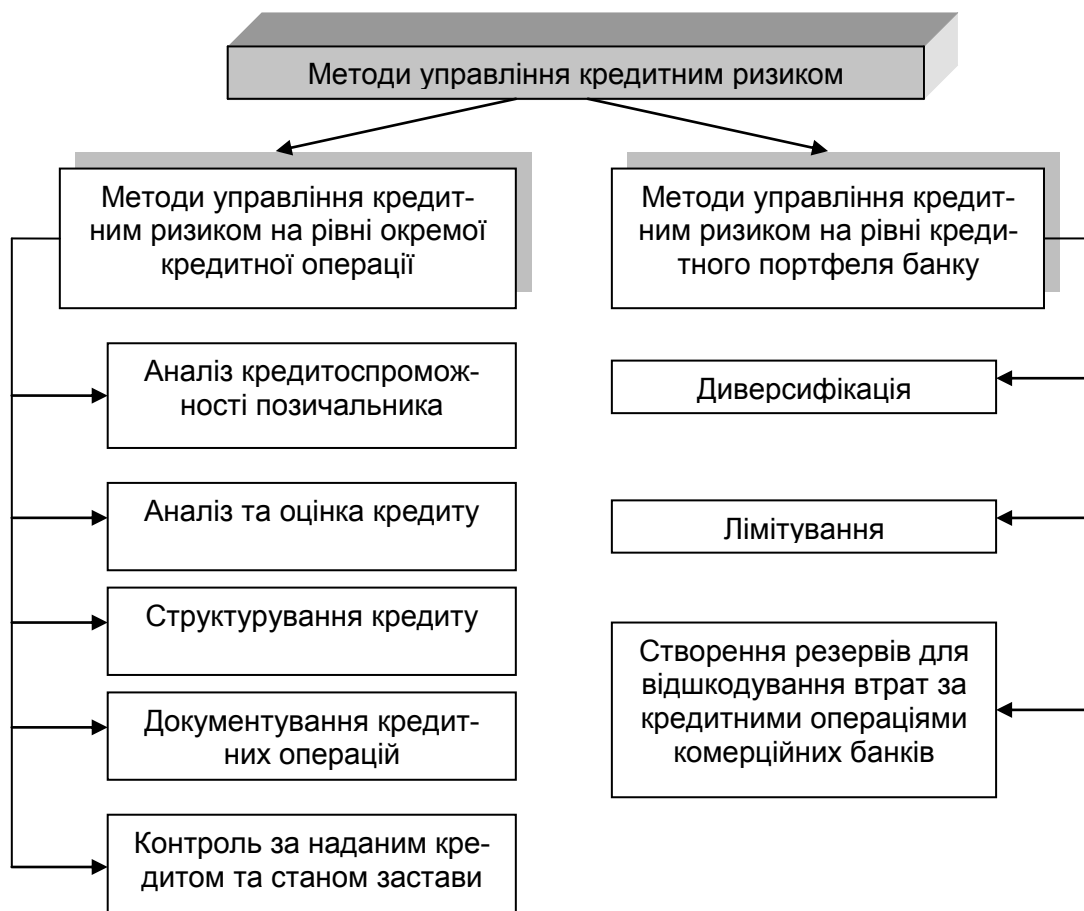 Методи управління кредитним ризиком
Методи управління кредит-
ним ризиком на рівні окремої
кредитної операції
Аналіз кредитоспромож-
ності позичальника
Аналіз та оцінка кредиту
Структурування кредиту
Документування кредит-
них операцій
Контроль за наданим кре-
дитом та станом застави
Методи управління кредит-
ним ризиком на рівні креди-
тного портфеля банку
Диверсифікація
Лімітування
Створення резервів для
відшкодування втрат за
кредитними операціями
комерційних банків